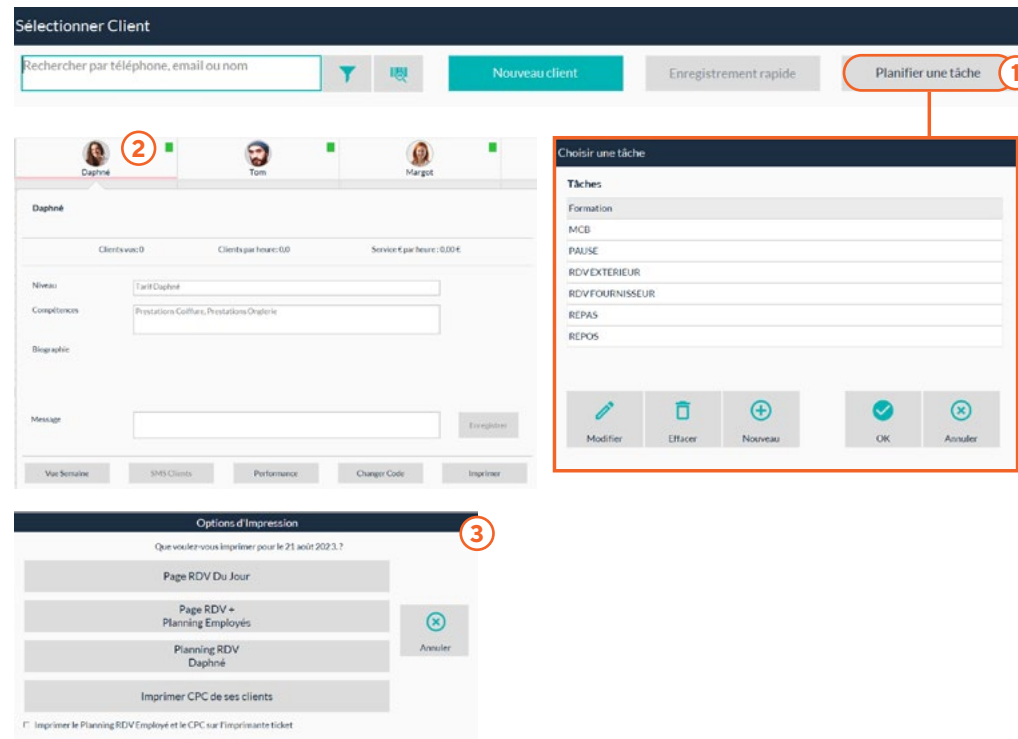 Sélectionner Client
Rechercher par téléphone, email ou nom
Nouveau client
Enregistrement rapide
Planifier une tâche
1
2
Daphné
Tom
Margot
Daphné
Clients vus: 0
Clients par heure: 0,0
Service € par heure : 0,00 €
Niveau
Tarif Daphné
Compétences
Prestations Coiffure, Prestations Onglerie
Biographie
Message
Enregistrer
Vue Semaine
SMS Clients
Performance
Changer Code
Imprimer
Choisir une tâche
Tâches
Formation
MCB
PAUSE
RDV EXTERIEUR
RDV FOURNISSEUR
REPAS
REPOS
Modifier
Effacer
Nouveau
OK
Annuler
Options d'Impression
3
Que voulez-vous imprimer pour le 21 août 2023. ?
Page RDV Du Jour
Page RDV +
Planning Employés
Planning RDV
Daphné
Annuler
Imprimer CPC de ses clients
Imprimer le Planning RDV Employé et le CPC sur l'imprimante ticket